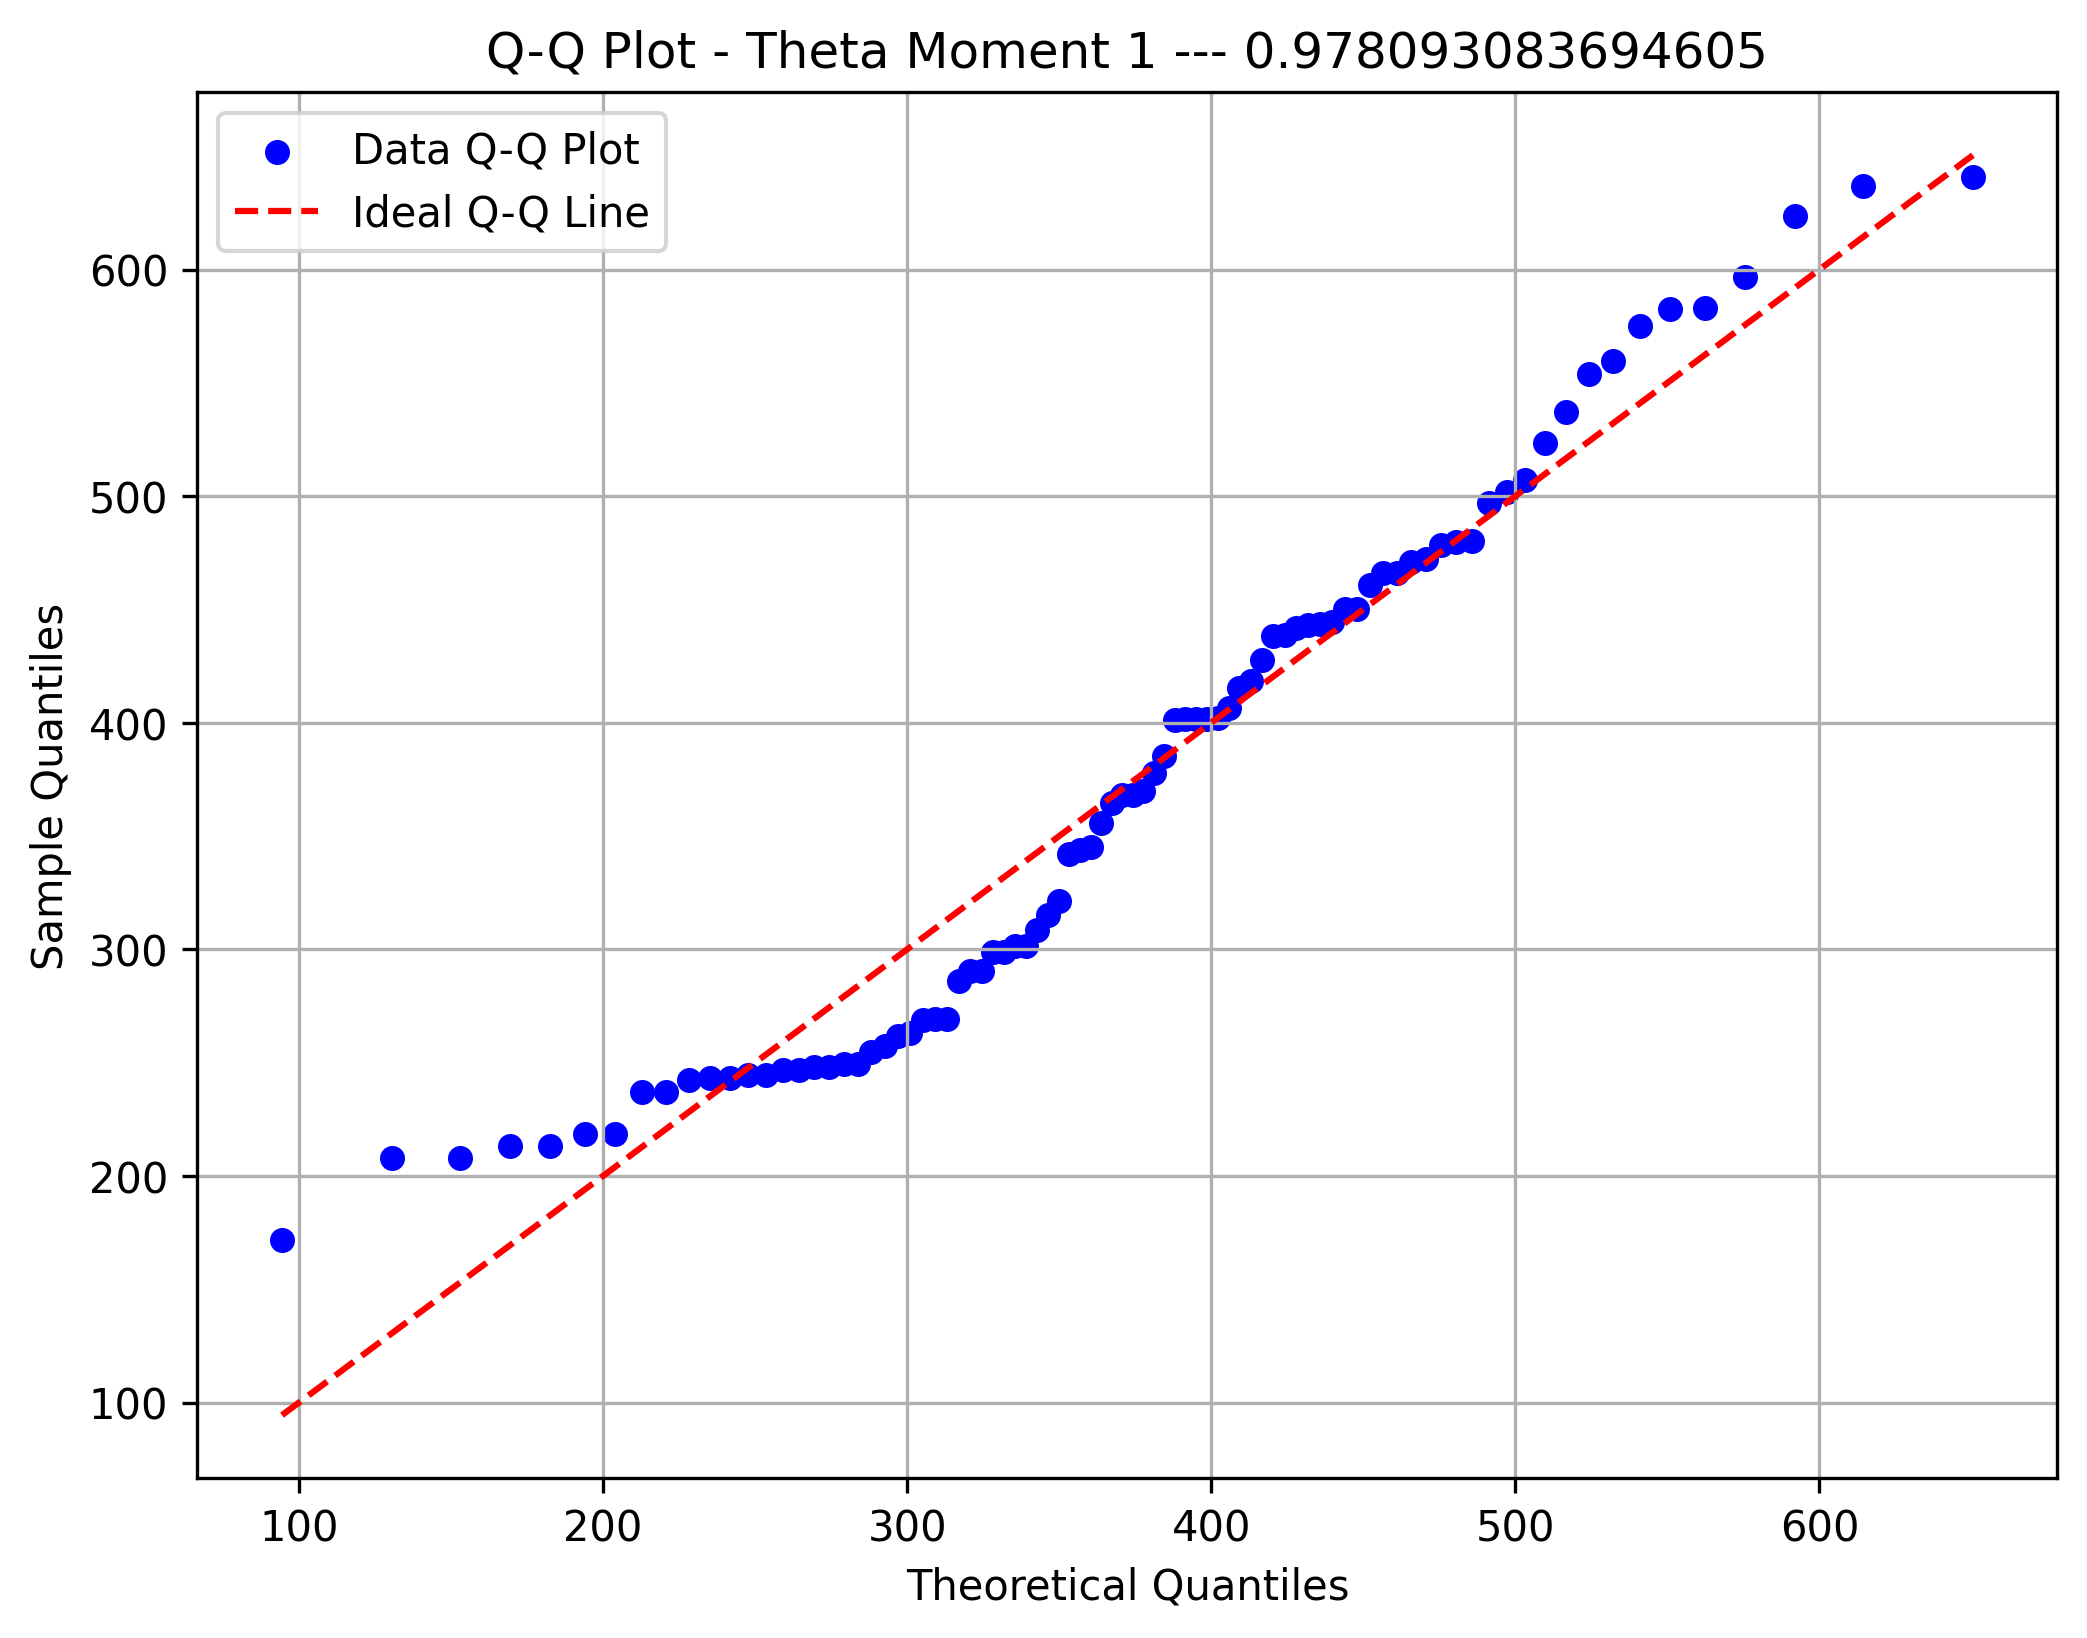 Q-Q Plot - Theta Moment 1 --- 0.978093083694605
Data Q-Q Plot
Ideal Q-Q Line
600
500
400
300
200
100
Sample Quantiles
100 200 300 400 500 600
Theoretical Quantiles